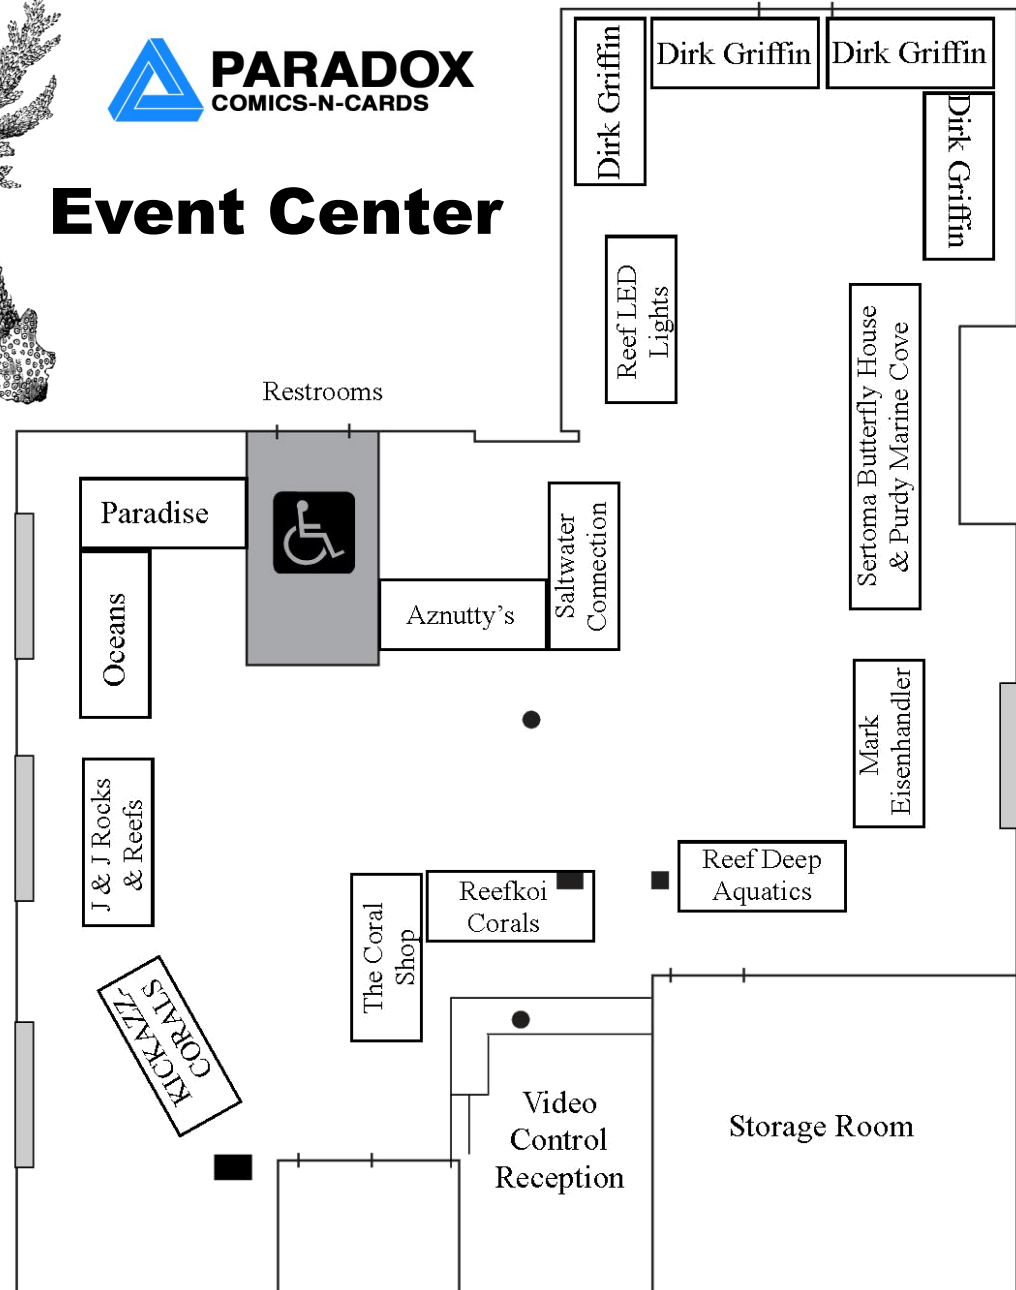 PARADOX
COMICS-N-CARDS
Event Center
Dirk Griffin
Dirk Griffin
Dirk Griffin
Dirk Griffin
Reef LED
Lights
Sertoma Butterfly House
& Purdy Marine Cove
Restrooms
Paradise
Oceans
Aznutty's
Saltwater
Connection
Mark
Eisenhandler
J & J Rocks
& Reefs
Reef Deep
Aquatics
Reefkoi
Corals
The Coral
Shop
KICKAZZ-
CORALS
Video
Control
Reception
Storage Room